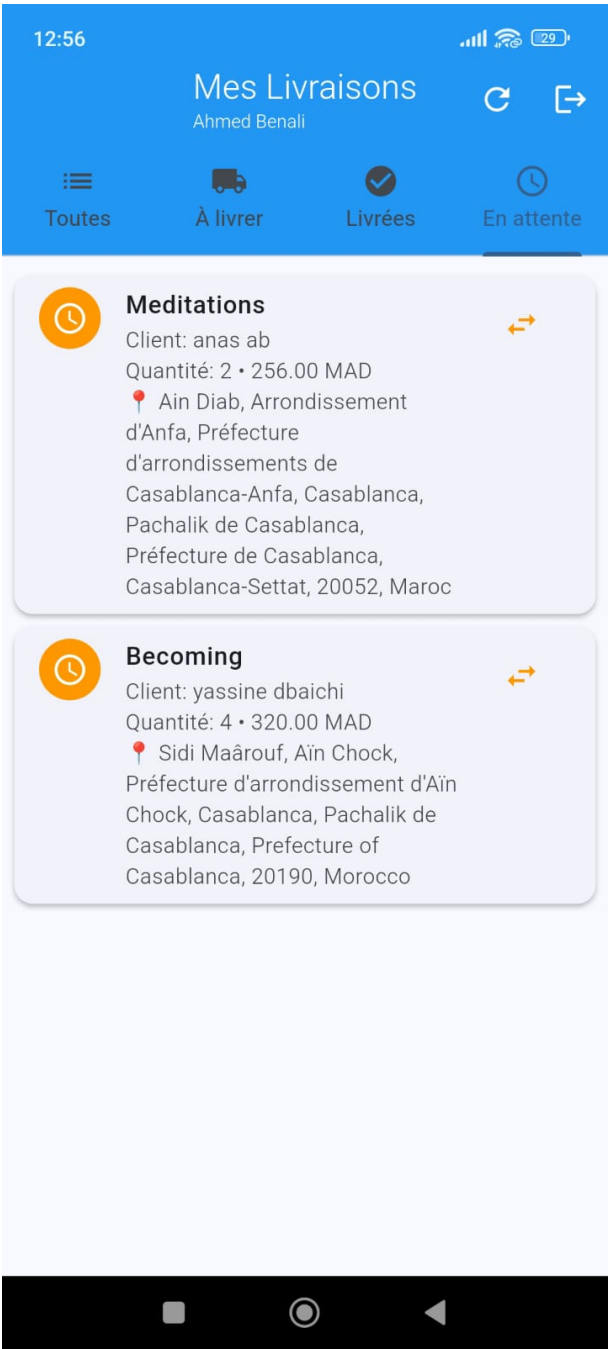 12:56
29
Mes Livraisons
Ahmed Benali
Toutes
À livrer
Livrées
En attente
Meditations
Client: anas ab
Quantité: 2 • 256.00 MAD
📍 Ain Diab, Arrondissement
d'Anfa, Préfecture
d'arrondissements de
Casablanca-Anfa, Casablanca,
Pachalik de Casablanca,
Préfecture de Casablanca,
Casablanca-Settat, 20052, Maroc
Becoming
Client: yassine dbaichi
Quantité: 4 • 320.00 MAD
📍 Sidi Maârouf, Aïn Chock,
Préfecture d'arrondissement d'Aïn
Chock, Casablanca, Pachalik de
Casablanca, Prefecture of
Casablanca, 20190, Morocco